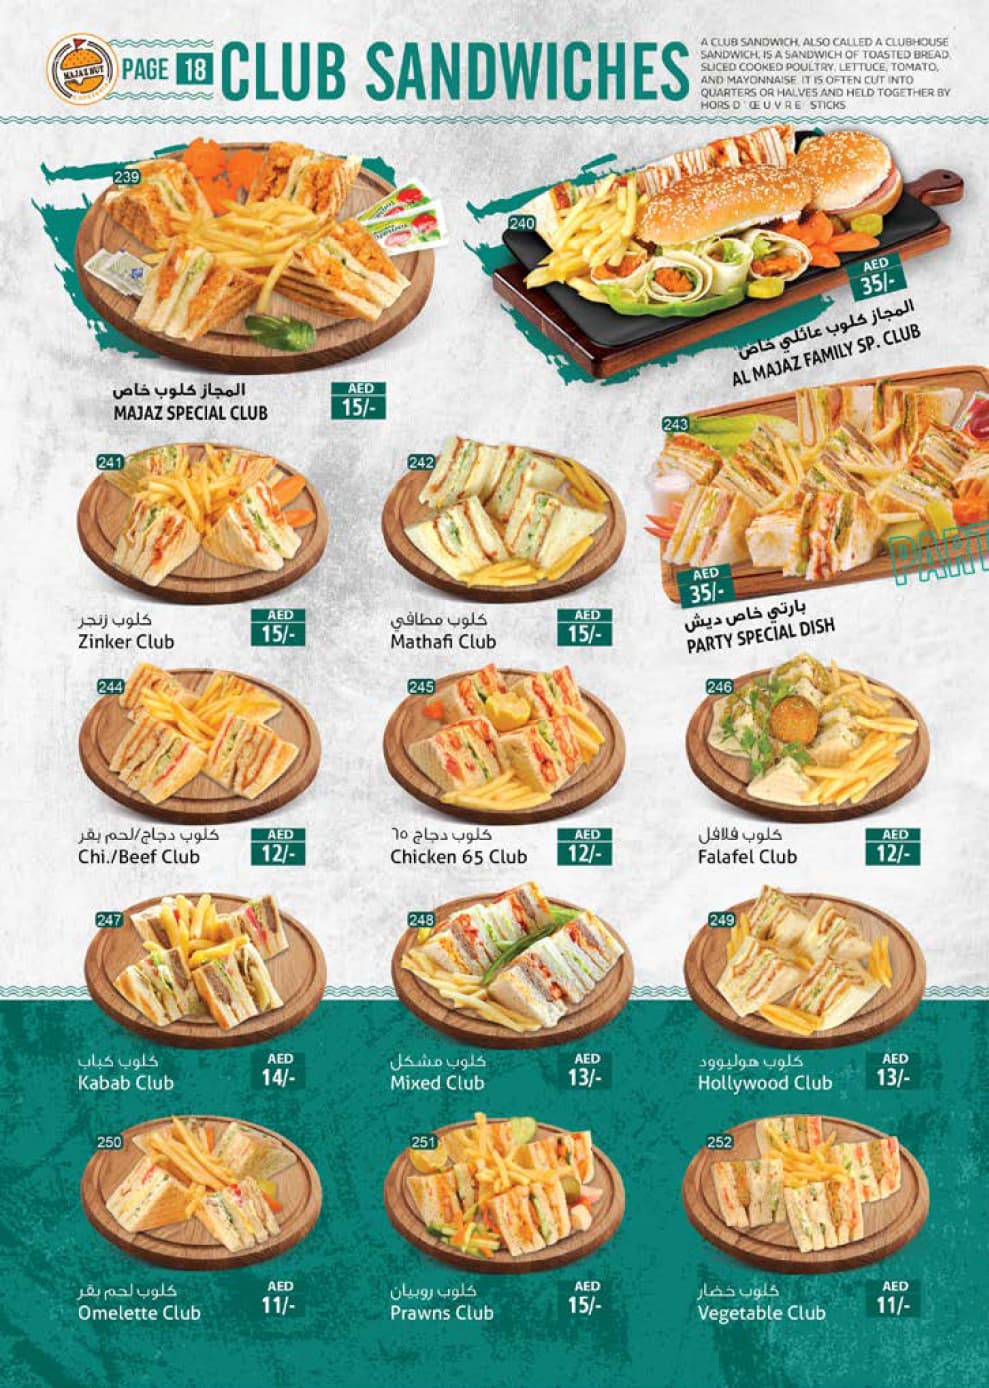 MAJAZ HUT
PAGE 18
CLUB SANDWICHES
A CLUB SANDWICH, ALSO CALLED A CLUBHOUSE
SANDWICH, IS A SANDWICH OF TOASTED BREAD,
SLICED COOKED POULTRY, LETTUCE, TOMATO,
AND MAYONNAISE. IT IS OFTEN CUT INTO
QUARTERS OR HALVES AND HELD TOGETHER BY
HORS D ' ŒUVRE STICKS
239
المجاز كلوب خاص
MAJAZ SPECIAL CLUB
AED
15/-
240
AED
35/-
المجاز كلوب عائلي خاص
AL MAJAZ FAMILY SP. CLUB
241
كلوب زنجر
Zinker Club
AED
15/-
242
كلوب مطافي
Mathafi Club
AED
15/-
243
PART
AED
35/-
بارتي خاص ديش
PARTY SPECIAL DISH
244
كلوب دجاج/لحم بقر
Chi./Beef Club
AED
12/-
245
كلوب دجاج ٦٥
Chicken 65 Club
AED
12/-
246
كلوب فلافل
Falafel Club
AED
12/-
247
كلوب كباب
Kabab Club
AED
14/-
248
كلوب مشكل
Mixed Club
AED
13/-
249
كلوب هوليوود
Hollywood Club
AED
13/-
250
كلوب لحم بقر
Omelette Club
AED
11/-
251
كلوب روبيان
Prawns Club
AED
15/-
252
كلوب خضار
Vegetable Club
AED
11/-